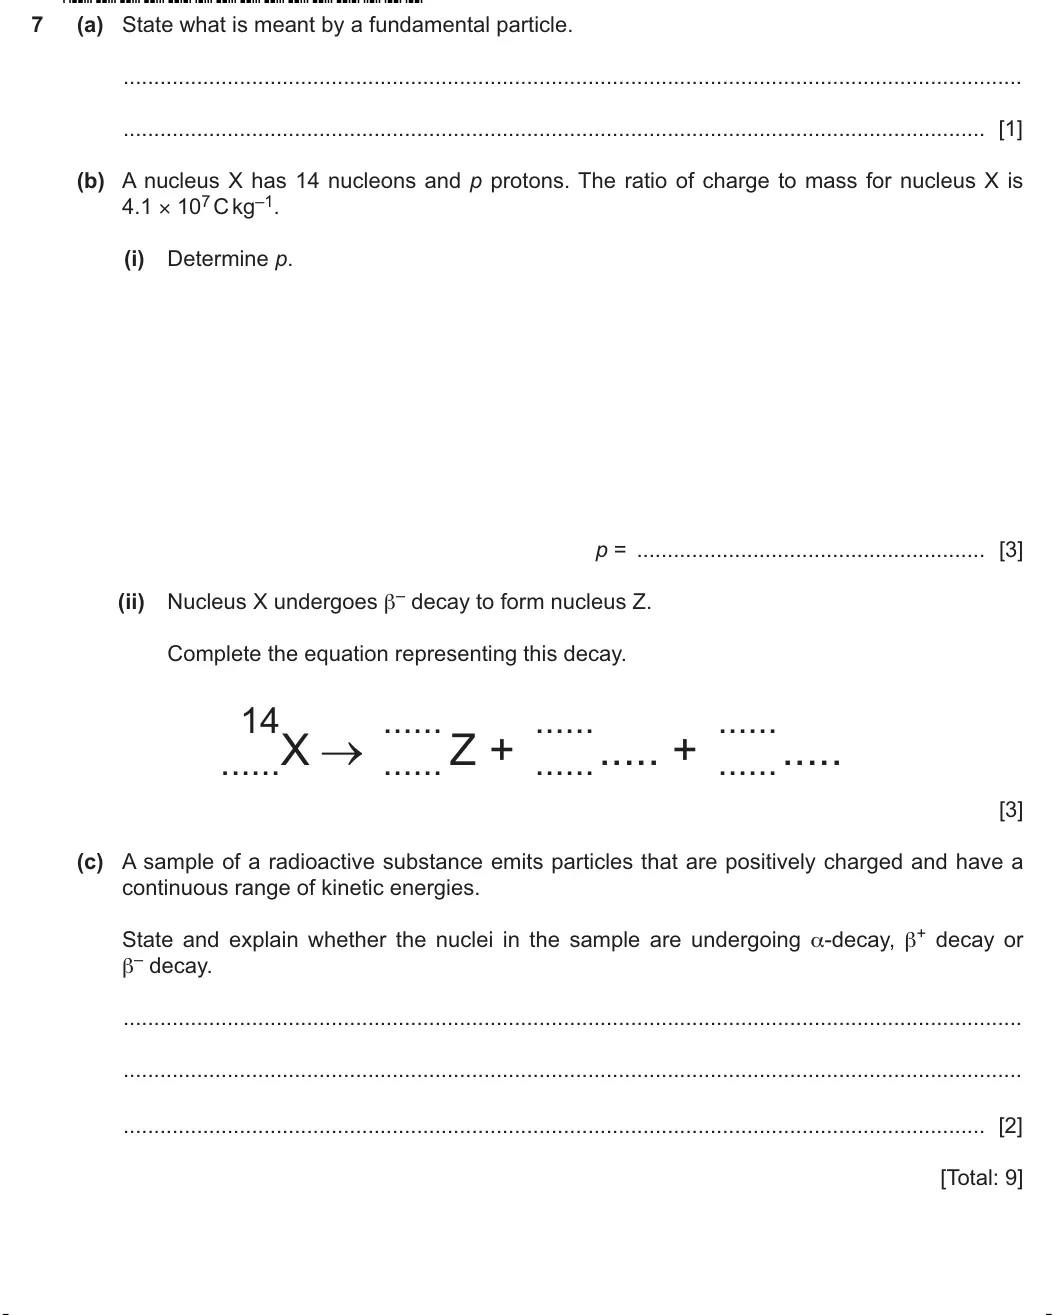 7 (a) State what is meant by a fundamental particle.
..........................................................................................................................................................
.................................................................................................................................................... [1]
(b) A nucleus X has 14 nucleons and p protons. The ratio of charge to mass for nucleus X is
4.1 × 10⁷ C kg⁻¹.
(i) Determine p.
p = ......................................................... [3]
(ii) Nucleus X undergoes β⁻ decay to form nucleus Z.
Complete the equation representing this decay.
14 ...... ...... ......
X → Z + ..... + .....
...... ...... ...... ......
[3]
(c) A sample of a radioactive substance emits particles that are positively charged and have a
continuous range of kinetic energies.
State and explain whether the nuclei in the sample are undergoing α-decay, β⁺ decay or
β⁻ decay.
..........................................................................................................................................................
..........................................................................................................................................................
.................................................................................................................................................... [2]
[Total: 9]